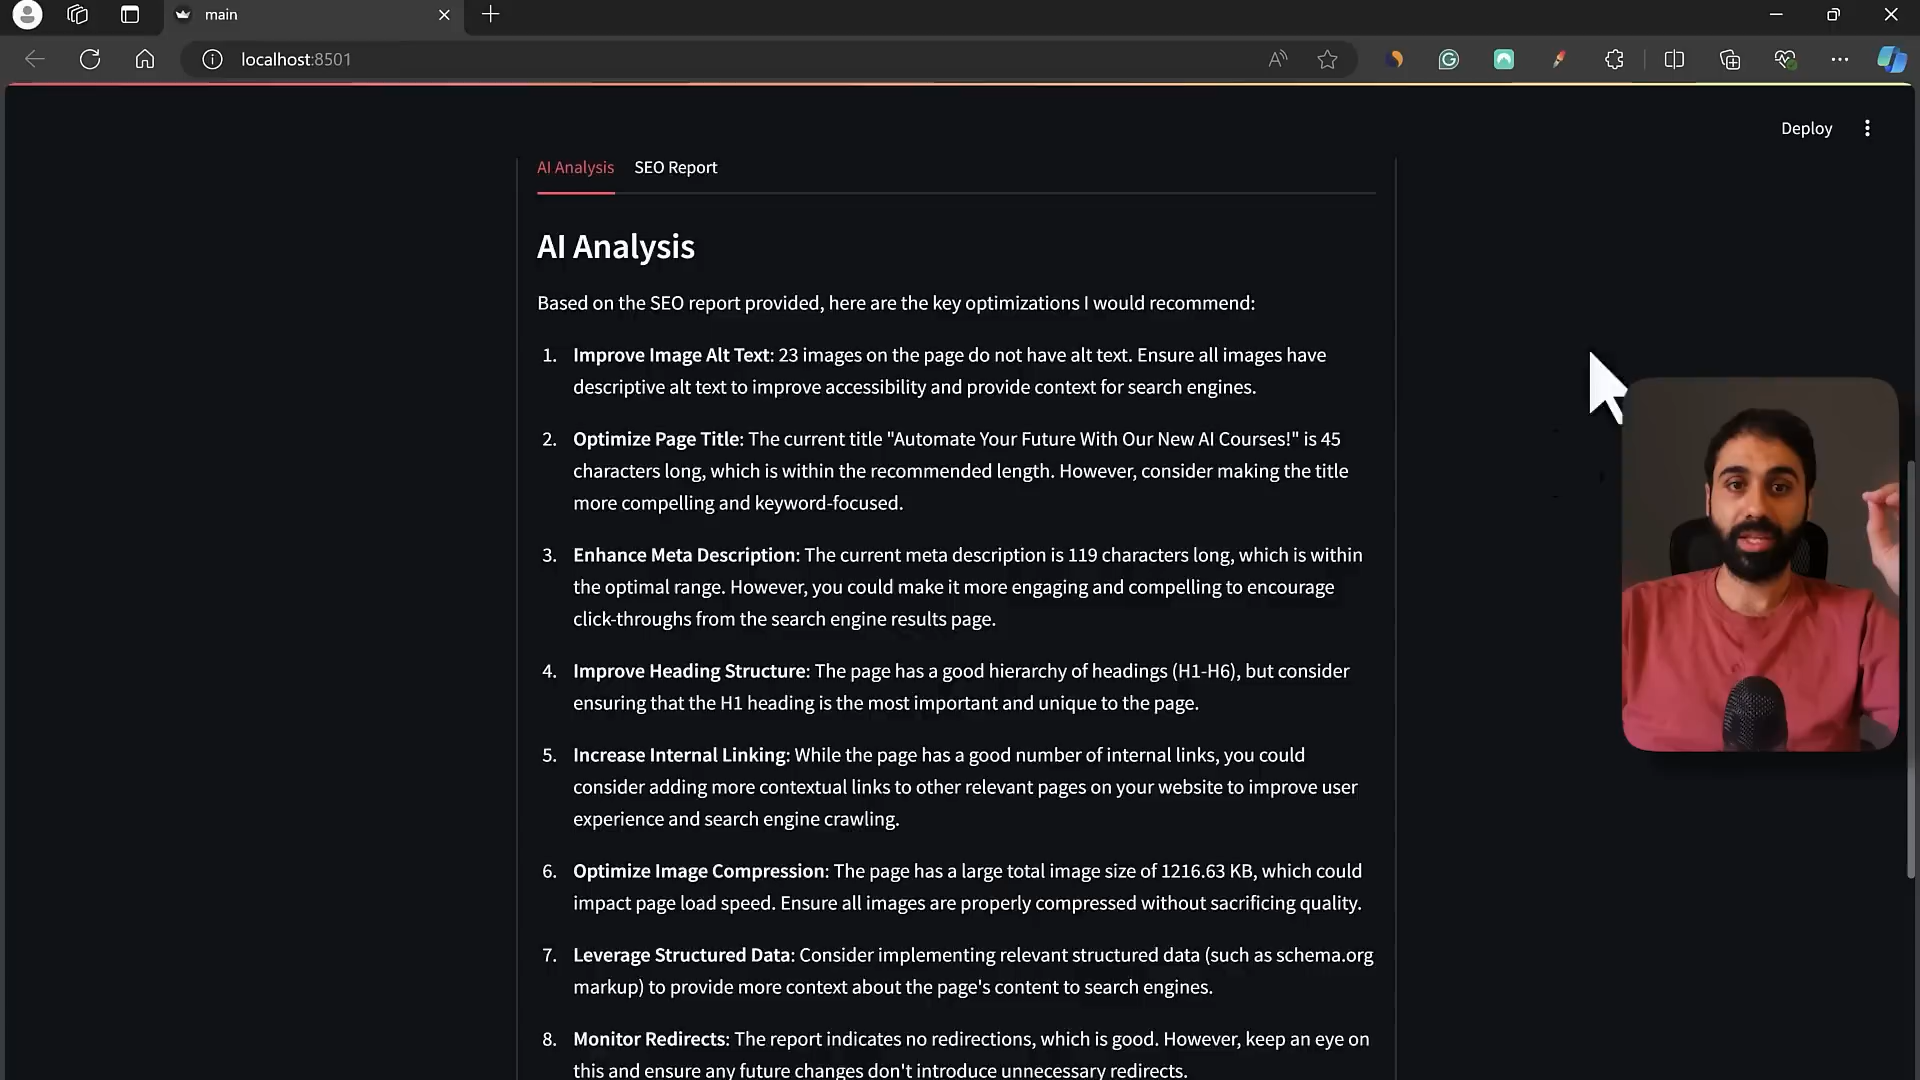 main
localhost:8501
Deploy
AI Analysis
SEO Report
AI Analysis
Based on the SEO report provided, here are the key optimizations I would recommend:
1. Improve Image Alt Text: 23 images on the page do not have alt text. Ensure all images have
descriptive alt text to improve accessibility and provide context for search engines.
2. Optimize Page Title: The current title "Automate Your Future With Our New AI Courses!" is 45
characters long, which is within the recommended length. However, consider making the title
more compelling and keyword-focused.
3. Enhance Meta Description: The current meta description is 119 characters long, which is within
the optimal range. However, you could make it more engaging and compelling to encourage
click-throughs from the search engine results page.
4. Improve Heading Structure: The page has a good hierarchy of headings (H1-H6), but consider
ensuring that the H1 heading is the most important and unique to the page.
5. Increase Internal Linking: While the page has a good number of internal links, you could
consider adding more contextual links to other relevant pages on your website to improve user
experience and search engine crawling.
6. Optimize Image Compression: The page has a large total image size of 1216.63 KB, which could
impact page load speed. Ensure all images are properly compressed without sacrificing quality.
7. Leverage Structured Data: Consider implementing relevant structured data (such as schema.org
markup) to provide more context about the page's content to search engines.
8. Monitor Redirects: The report indicates no redirections, which is good. However, keep an eye on
this and ensure any future changes don't introduce unnecessary redirects.